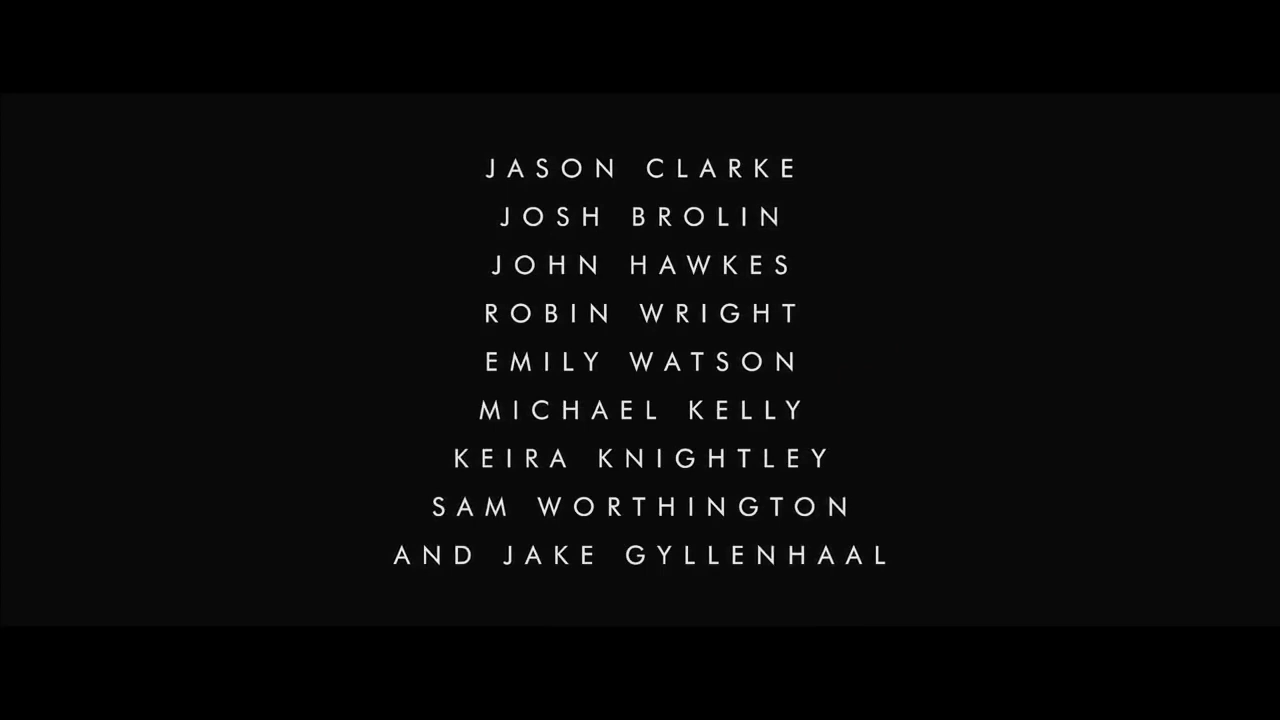 JASON CLARKE
JOSH BROLIN
JOHN HAWKES
ROBIN WRIGHT
EMILY WATSON
MICHAEL KELLY
KEIRA KNIGHTLEY
SAM WORTHINGTON
AND JAKE GYLLENHAAL